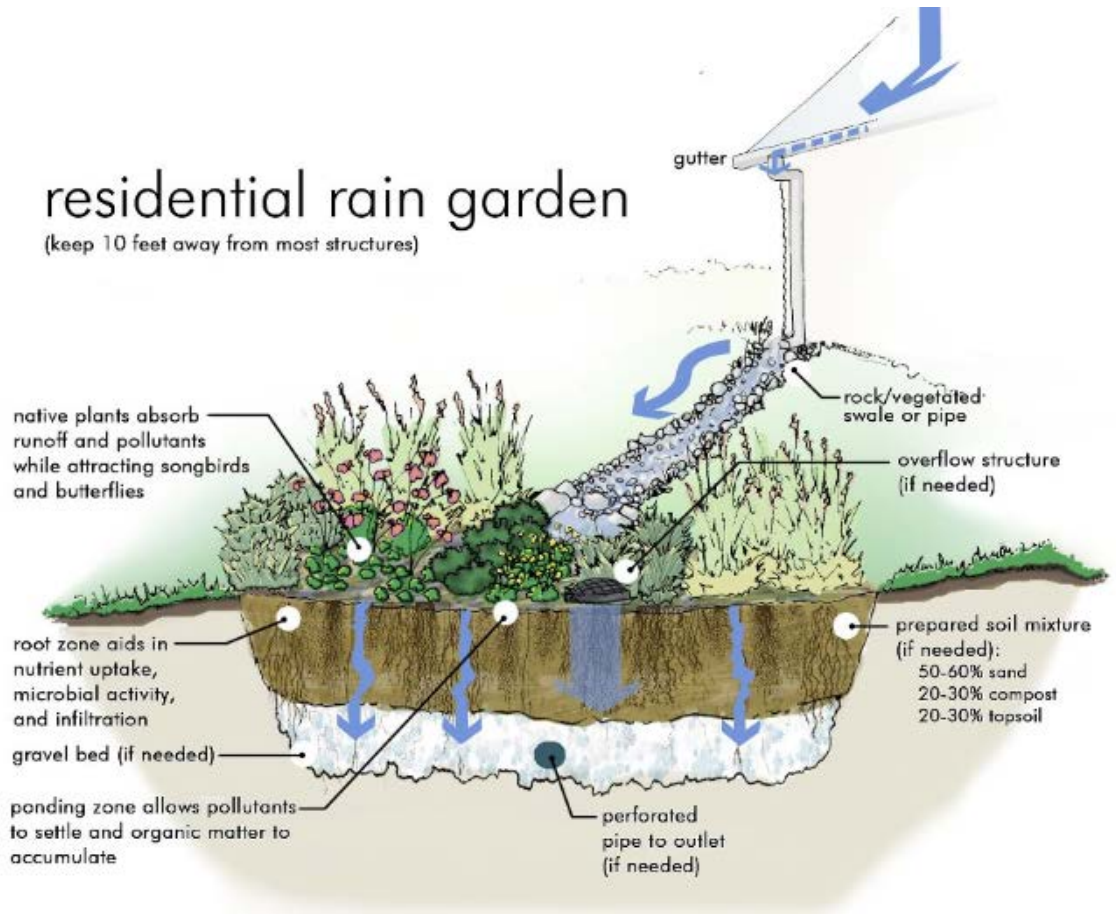 residential rain garden
(keep 10 feet away from most structures)
gutter
rock/vegetated
swale or pipe
overflow structure
(if needed)
native plants absorb
runoff and pollutants
while attracting songbirds
and butterflies
root zone aids in
nutrient uptake,
microbial activity,
and infiltration
gravel bed (if needed)
ponding zone allows pollutants
to settle and organic matter to
accumulate
prepared soil mixture
(if needed):
50-60% sand
20-30% compost
20-30% topsoil
perforated
pipe to outlet
(if needed)